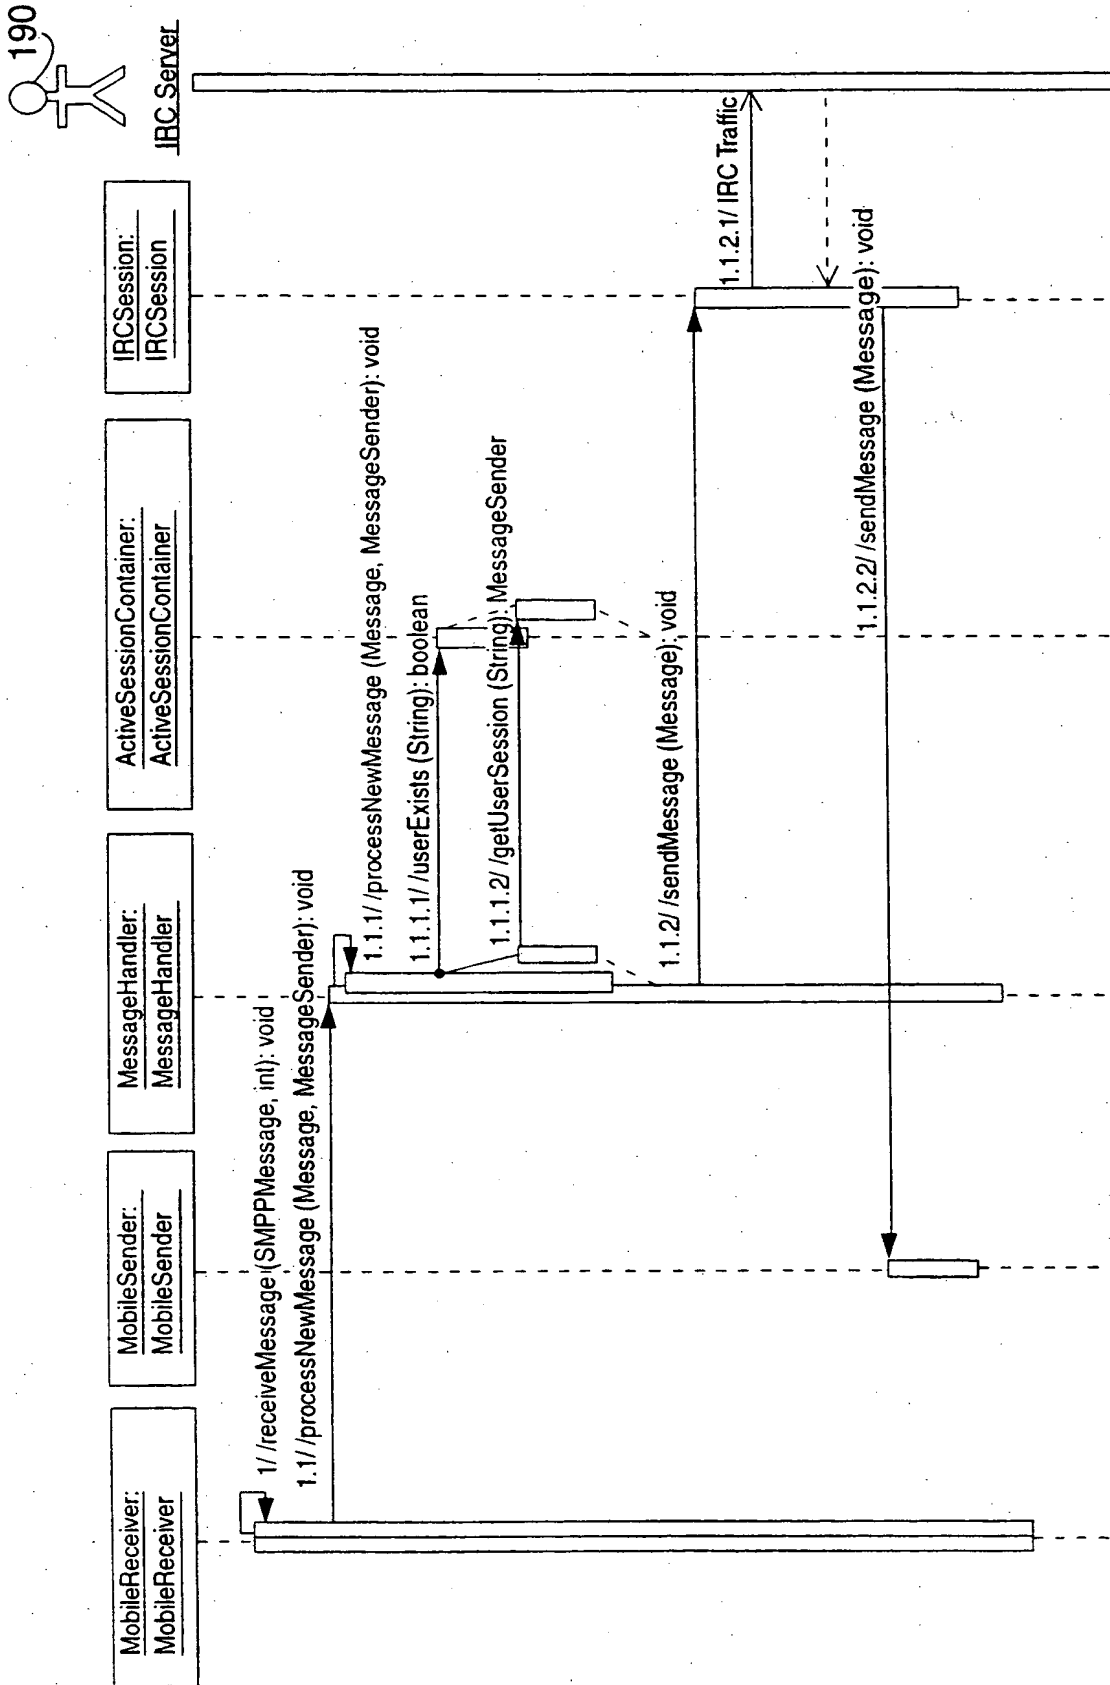 190
IRC Server
MobileReceiver:
MobileReceiver
MobileSender:
MobileSender
MessageHandler:
MessageHandler
ActiveSessionContainer:
ActiveSessionContainer
IRCSession:
IRCSession
1/ /receiveMessage (SMPPMessage, int): void
1.1/ /processNewMessage (Message, MessageSender): void
1.1.1/ /processNewMessage (Message, MessageSender): void
1.1.1.1/ /userExists (String): boolean
1.1.1.2/ /getUserSession (String): MessageSender
1.1.2/ /sendMessage (Message): void
1.1.2.1/ IRC Traffic
1.1.2.2/ /sendMessage (Message): void